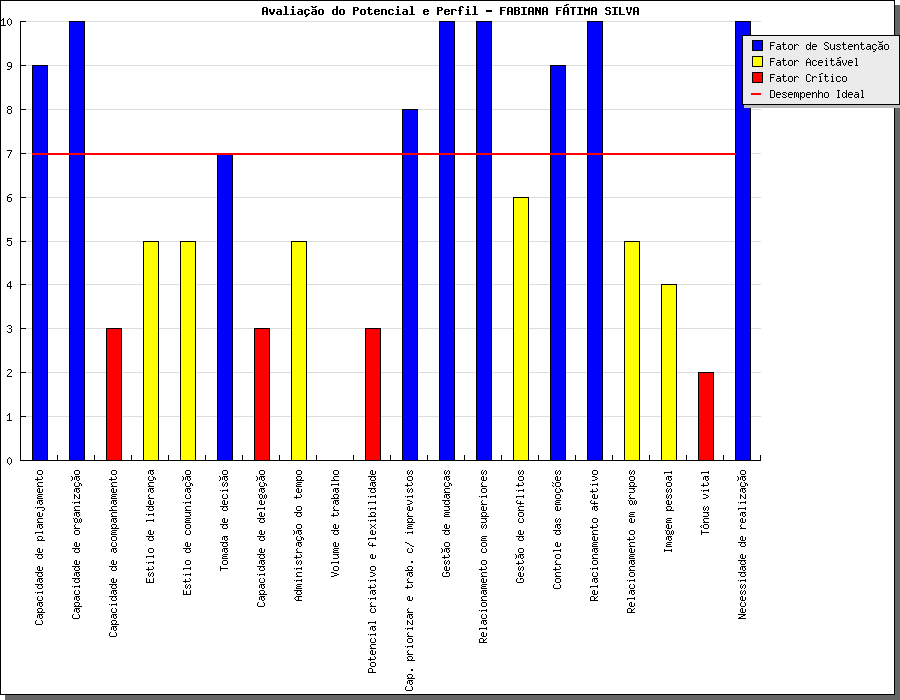 Avaliação do Potencial e Perfil - FABIANA FÁTIMA SILVA
Fator de Sustentação
Fator Aceitável
Fator Crítico
Desempenho Ideal
10
9
8
7
6
5
4
3
2
1
0
Capacidade de planejamento
Capacidade de organização
Capacidade de acompanhamento
Estilo de liderança
Estilo de comunicação
Tomada de decisão
Capacidade de delegação
Administração do tempo
Volume de trabalho
Potencial criativo e flexibilidade
Cap. priorizar e trab. c/ imprevistos
Gestão de mudanças
Relacionamento com superiores
Gestão de conflitos
Controle das emoções
Relacionamento afetivo
Relacionamento em grupos
Imagem pessoal
Tônus vital
Necessidade de realização